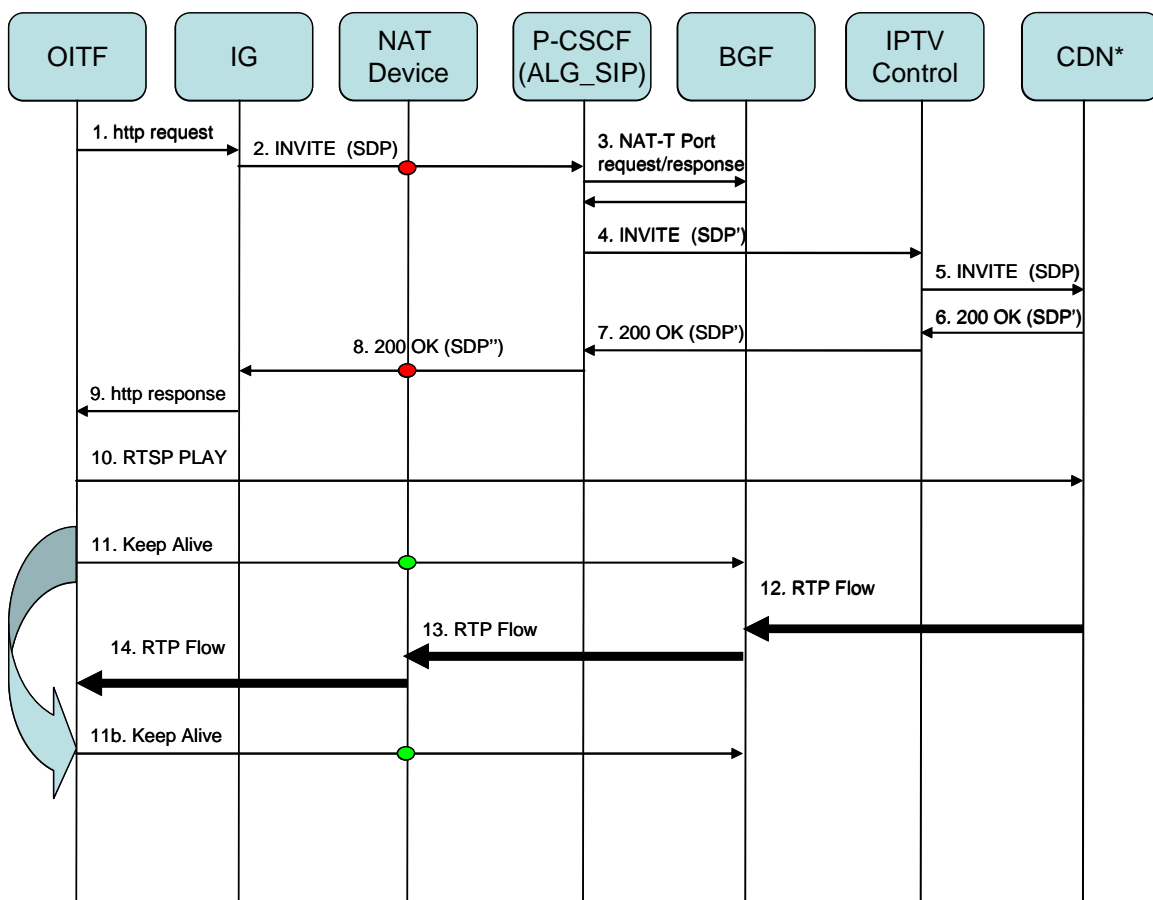 OITF
IG
NAT
Device
P-CSCF
(ALG_SIP)
BGF
IPTV
Control
CDN*
1. http request
2. INVITE (SDP)
3. NAT-T Port
request/response
4. INVITE (SDP')
5. INVITE (SDP)
6. 200 OK (SDP')
7. 200 OK (SDP')
8. 200 OK (SDP'')
9. http response
10. RTSP PLAY
11. Keep Alive
12. RTP Flow
13. RTP Flow
14. RTP Flow
11b. Keep Alive